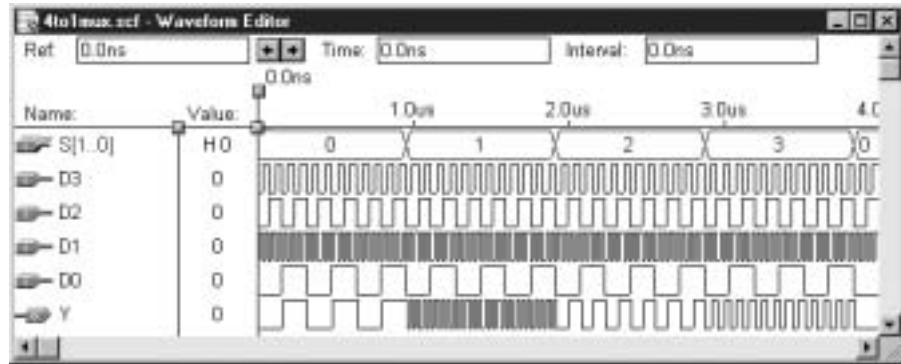 4to1mux.scf - Waveform Editor
Ref: 0.0ns Time: 0.0ns Interval: 0.0ns
0.0ns
Name: Value: 1.0us 2.0us 3.0us 4.0
S[1..0] H0 0 1 2 3 0
D3 0
D2 0
D1 0
D0 0
Y 0